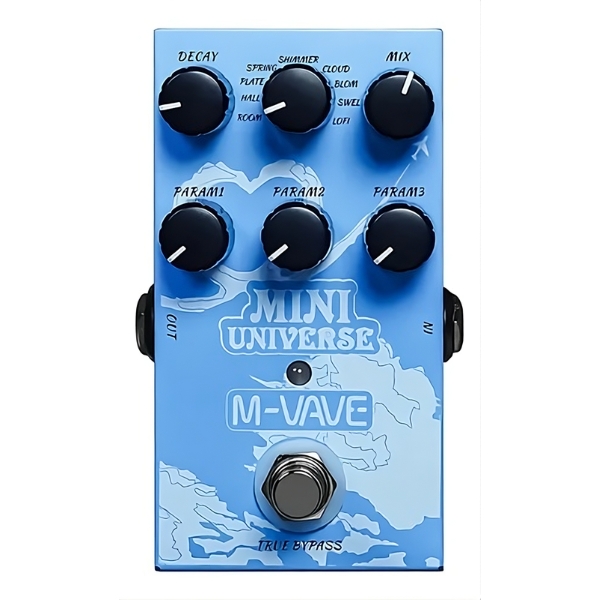 DECAY
SHIMMER
MIX
SPRING
CLOUD
PLATE
BLOM
HALL
SWEL
ROOM
LOFI
PARAM1
PARAM2
PARAM3
OUT
IN
MINI
UNIVERSE
M-VAVE
TRUE BYPASS